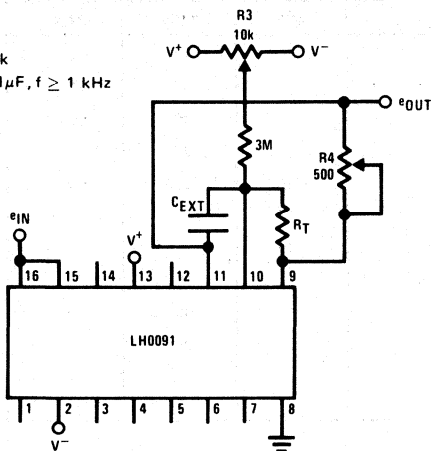 R3
10k
V⁺ V⁻
k
1μF, f ≥ 1 kHz
eOUT
3M
R4
500
CEXT
RT
eIN
V⁺
16 15 14 13 12 11 10 9
LH0091
1 2 3 4 5 6 7 8
V⁻